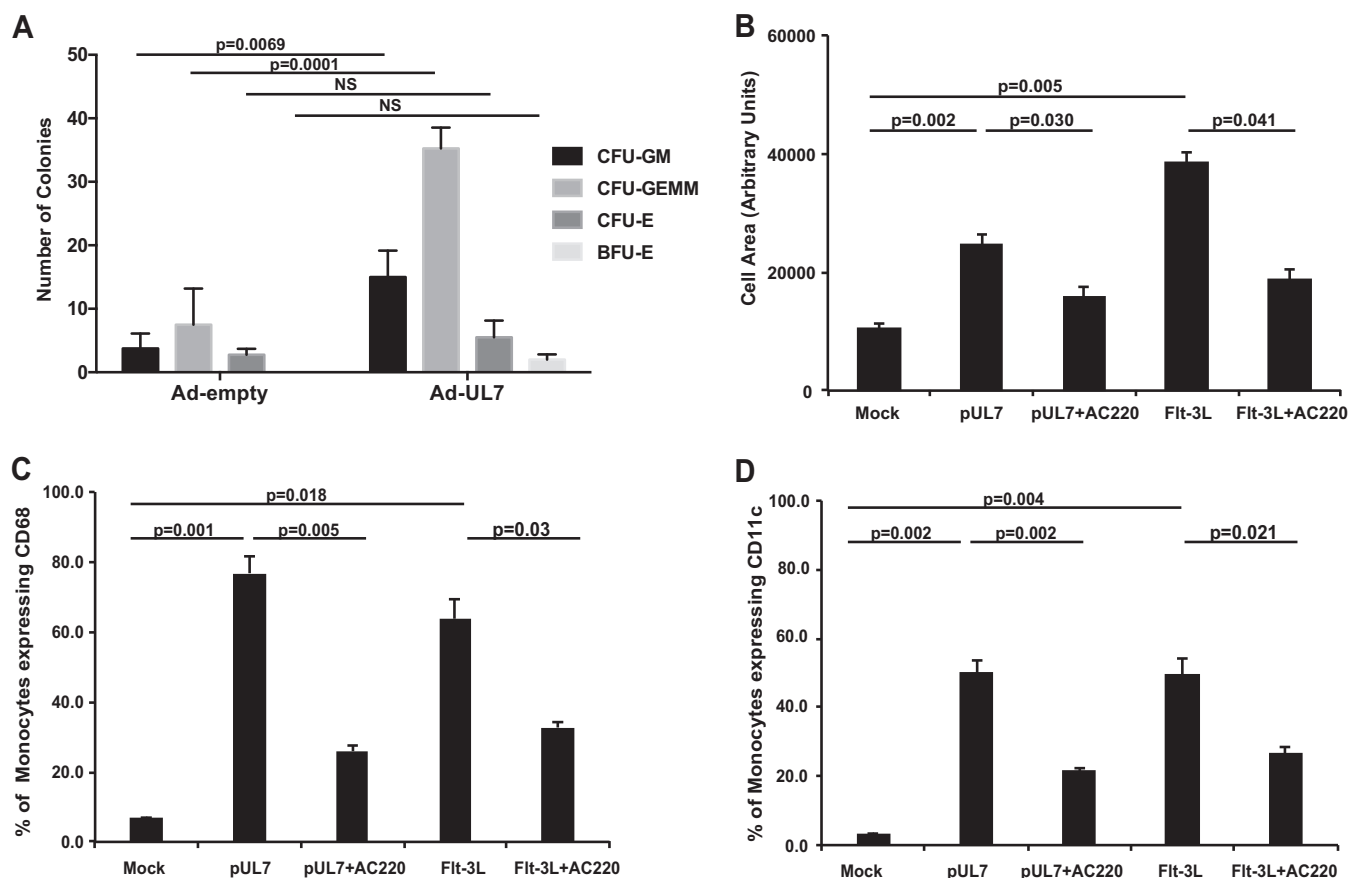 A
p=0.0069
p=0.0001
NS
NS
50
40
30
20
10
0
Number of Colonies
Ad-empty
Ad-UL7
CFU-GM
CFU-GEMM
CFU-E
BFU-E
B
60000
40000
20000
0
Cell Area (Arbitrary Units)
p=0.005
p=0.002
p=0.030
p=0.041
Mock
pUL7
pUL7+AC220
Flt-3L
Flt-3L+AC220
C
100.0
80.0
60.0
40.0
20.0
0.0
% of Monocytes expressing CD68
p=0.018
p=0.001
p=0.005
p=0.03
Mock
pUL7
pUL7+AC220
Flt-3L
Flt-3L+AC220
D
100.0
80.0
60.0
40.0
20.0
0.0
% of Monocytes expressing CD11c
p=0.004
p=0.002
p=0.002
p=0.021
Mock
pUL7
pUL7+AC220
Flt-3L
Flt-3L+AC220